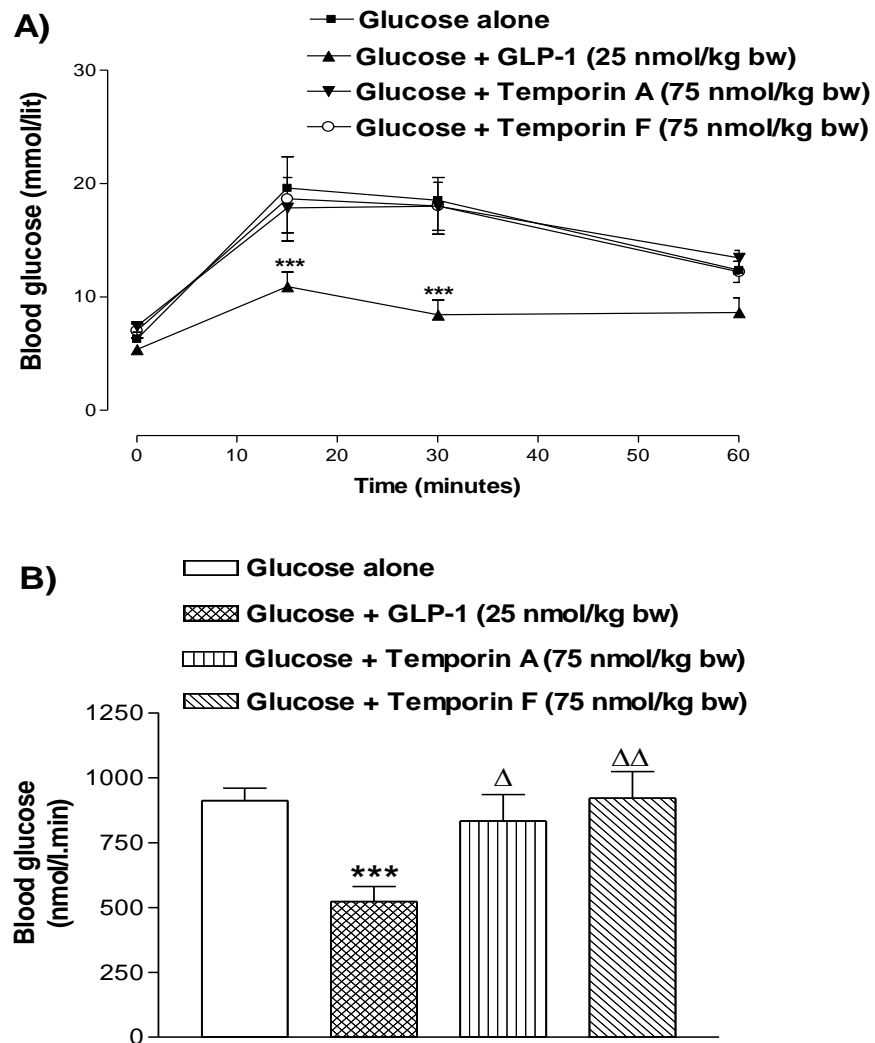 A)
Glucose alone
Glucose + GLP-1 (25 nmol/kg bw)
Glucose + Temporin A (75 nmol/kg bw)
Glucose + Temporin F (75 nmol/kg bw)
Blood glucose (mmol/lit)
30
20
10
0
***
***
0
10
20
30
40
50
60
Time (minutes)
B)
Glucose alone
Glucose + GLP-1 (25 nmol/kg bw)
Glucose + Temporin A (75 nmol/kg bw)
Glucose + Temporin F (75 nmol/kg bw)
Blood glucose
(nmol/l.min)
1250
1000
750
500
250
0
***
Δ
ΔΔ